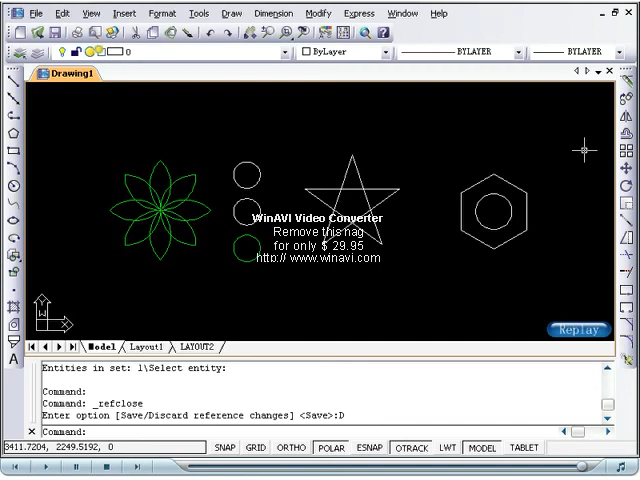 File Edit View Insert Format Tools Draw Dimension Modify Express Window Help
0 ByLayer BYLAYER BYLAYER
Drawing1
WinAVI Video Converter
Remove this nag
for only $ 29.95
http:// www.winavi.com
Y
W
X
Replay
Model Layout1 LAYOUT2
Entities in set: 1\Select entity:
Command:
Command: _refclose
Enter option [Save/Discard reference changes] <Save>:D
Command:
3411.7204, 2249.5192, 0 SNAP GRID ORTHO POLAR ESNAP OTRACK LWT MODEL TABLET